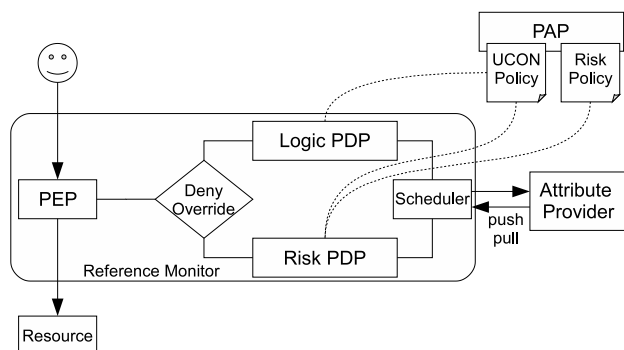 PAP
UCON
Policy
Risk
Policy
Logic PDP
Deny
Override
PEP
Scheduler
Attribute
Provider
push
pull
Risk PDP
Reference Monitor
Resource